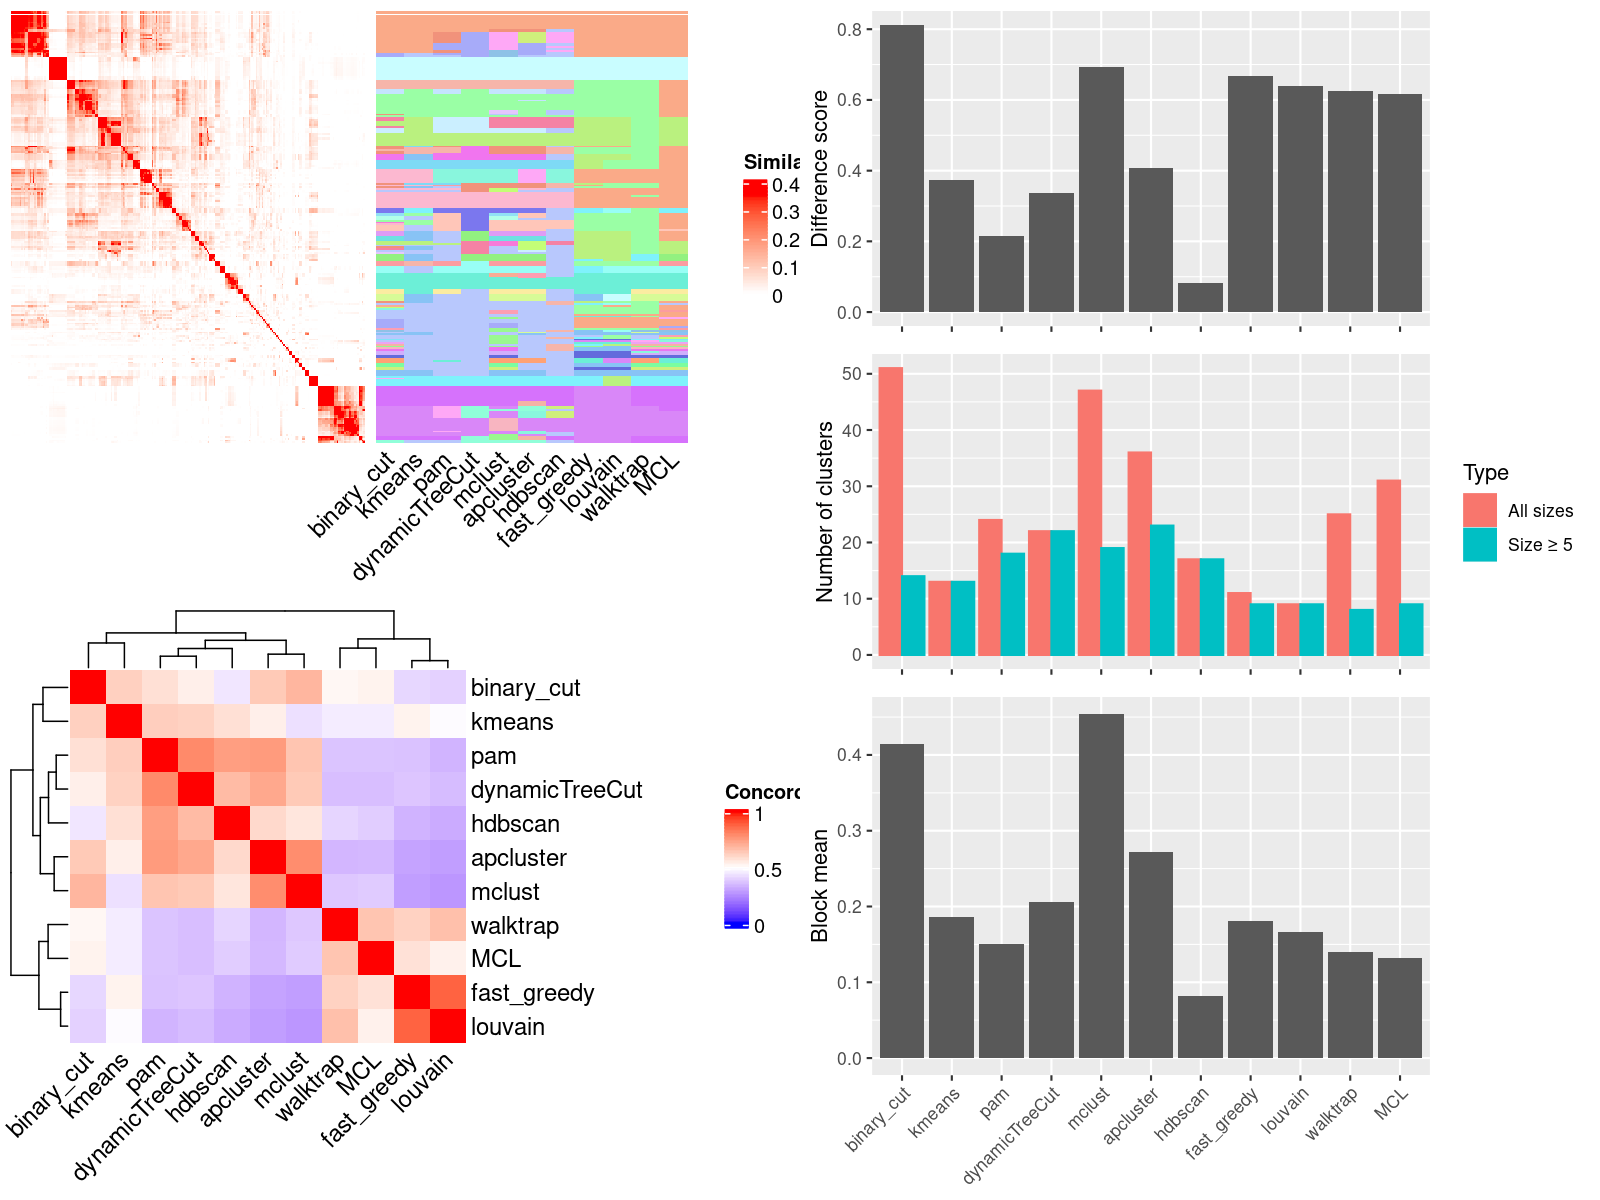 Simila
0.4
0.3
0.2
0.1
0
binary_cut
kmeans
pam
dynamicTreeCut
mclust
apcluster
hdbscan
fast_greedy
louvain
walktrap
MCL
binary_cut
kmeans
pam
dynamicTreeCut
hdbscan
apcluster
mclust
walktrap
MCL
fast_greedy
louvain
Concorc
1
0.5
0
binary_cut
kmeans
pam
dynamicTreeCut
hdbscan
apcluster
mclust
walktrap
MCL
fast_greedy
louvain
Difference score
0.8
0.6
0.4
0.2
0.0
Number of clusters
50
40
30
20
10
0
Type
All sizes
Size ≥ 5
Block mean
0.4
0.3
0.2
0.1
0.0
binary_cut
kmeans
pam
dynamicTreeCut
mclust
apcluster
hdbscan
fast_greedy
louvain
walktrap
MCL